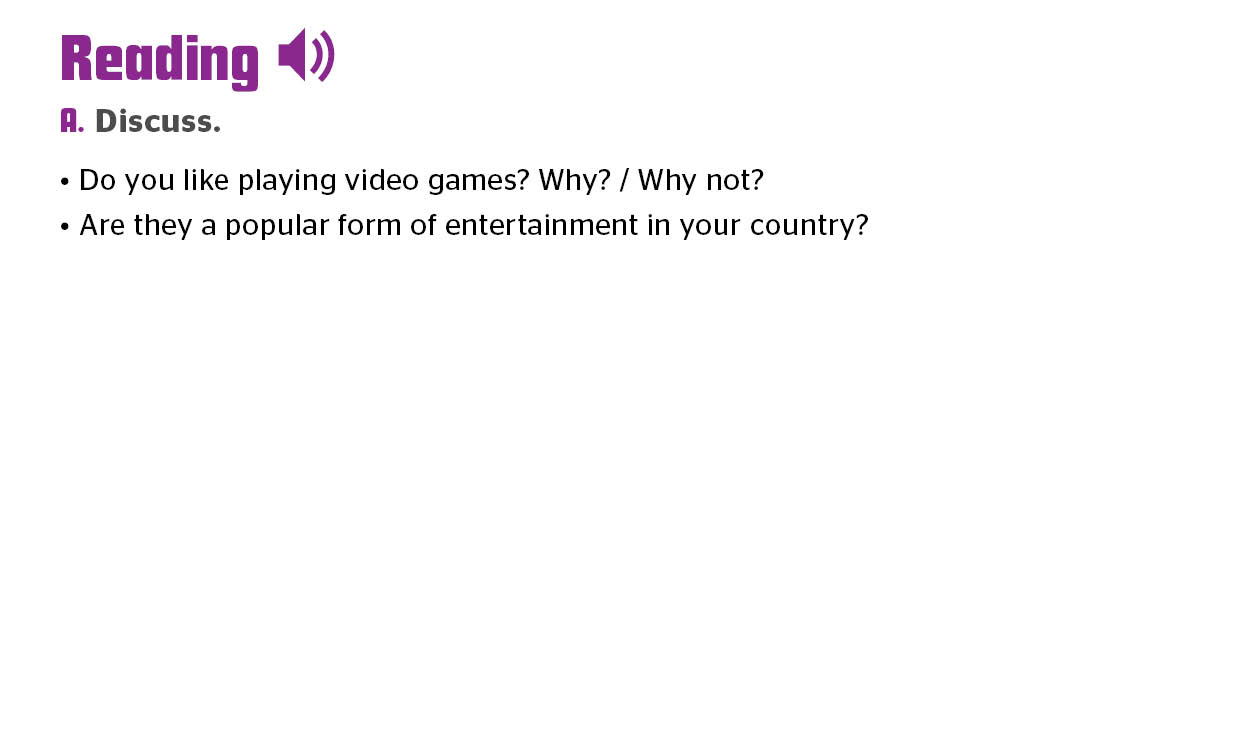 Reading
A. Discuss.
• Do you like playing video games? Why? / Why not?
• Are they a popular form of entertainment in your country?